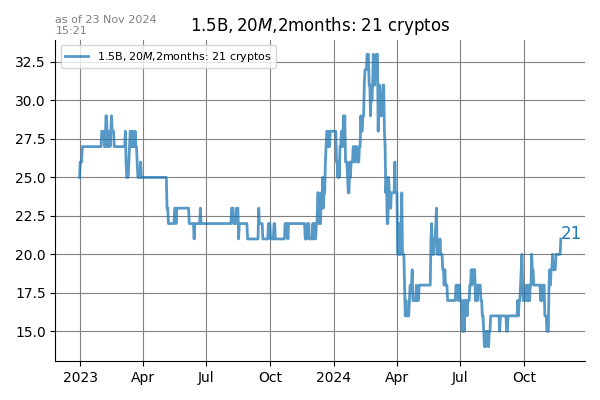 as of 23 Nov 2024
15:21
1.5B, 20M,2months: 21 cryptos
1.5B, 20M,2months: 21 cryptos
32.5
30.0
27.5
25.0
22.5
20.0
17.5
15.0
21
2023 Apr Jul Oct 2024 Apr Jul Oct